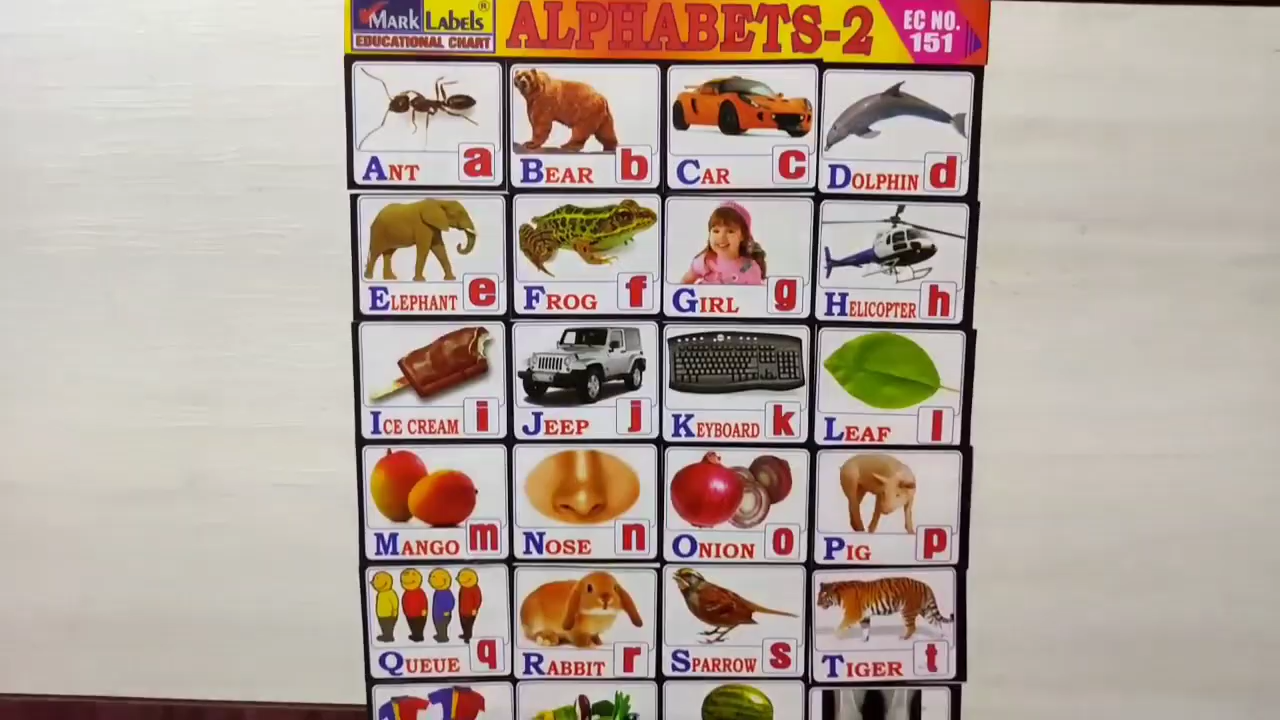 Mark Labels®
EDUCATIONAL CHART
ALPHABETS-2
EC NO.
151
ANT a
BEAR b
CAR c
DOLPHIN d
ELEPHANT e
FROG f
GIRL g
HELICOPTER h
ICE CREAM i
JEEP j
KEYBOARD k
LEAF l
MANGO m
NOSE n
ONION o
PIG p
QUEUE q
RABBIT r
SPARROW s
TIGER t